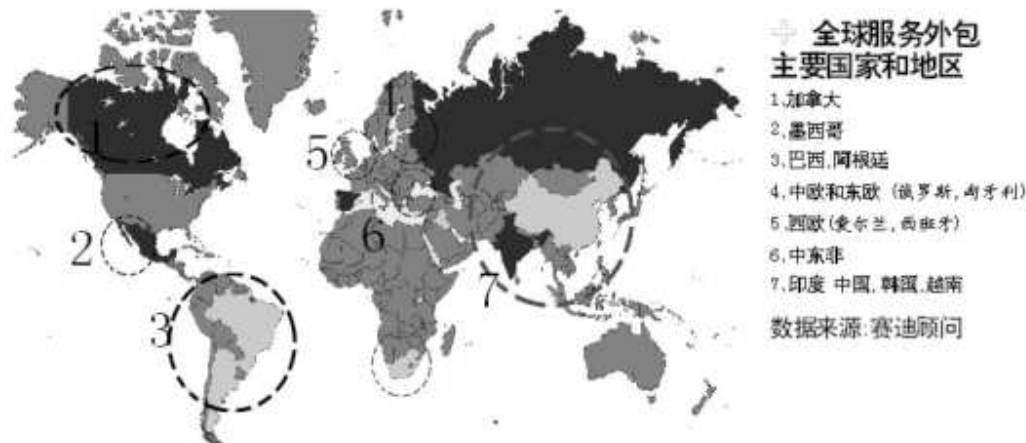 全球服务外包
主要国家和地区
1.加拿大
2.墨西哥
3.巴西,阿根廷
4.中欧和东欧 (俄罗斯,匈牙利)
5.西欧(爱尔兰,西班牙)
6.中东非
7.印度 中国,韩国,越南
数据来源:赛迪顾问
1
1
5
2
6
7
3